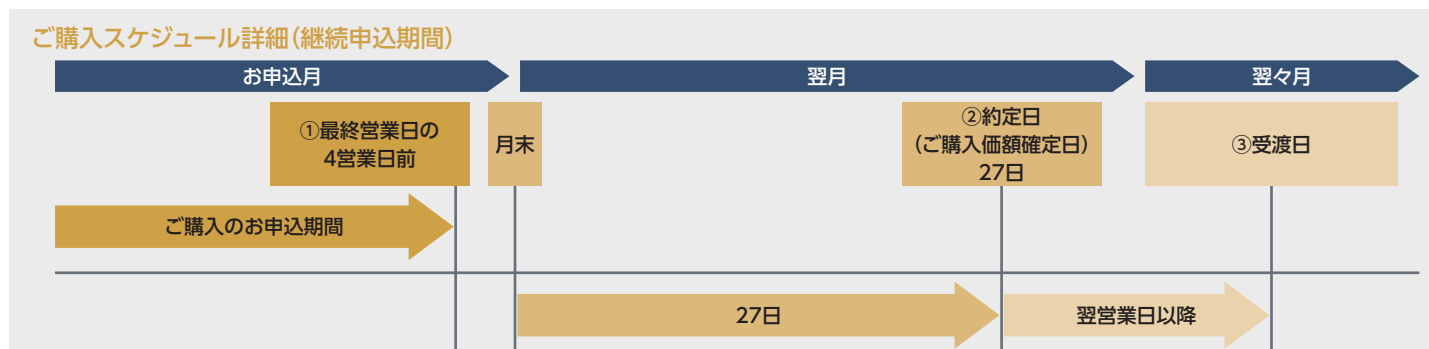 ご購入スケジュール詳細(継続申込期間)
お申込月
翌月
翌々月
①最終営業日の
4営業日前
月末
②約定日
(ご購入価額確定日)
27日
③受渡日
ご購入のお申込期間
27日
翌営業日以降